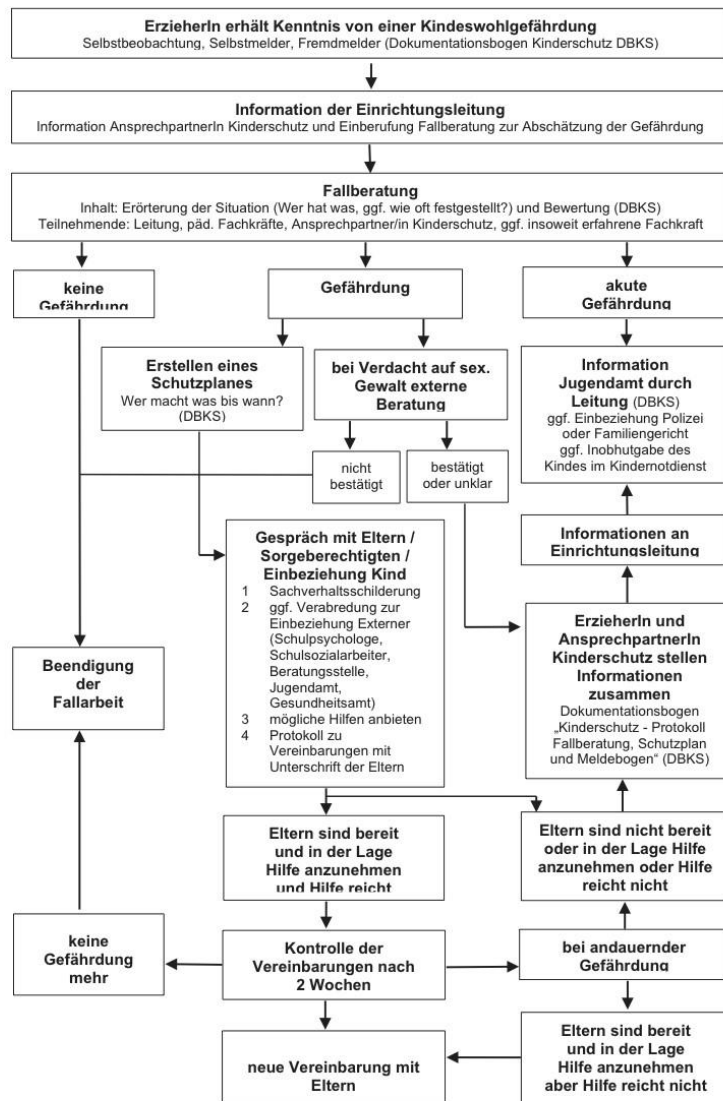 ErzieherIn erhält Kenntnis von einer Kindeswohlgefährdung
Selbstbeobachtung, Selbstmelder, Fremdmelder (Dokumentationsbogen Kinderschutz DBKS)
Information der Einrichtungsleitung
Information AnsprechpartnerIn Kinderschutz und Einberufung Fallberatung zur Abschätzung der Gefährdung
Fallberatung
Inhalt: Erörterung der Situation (Wer hat was, ggf. wie oft festgestellt?) und Bewertung (DBKS)
Teilnehmende: Leitung, päd. Fachkräfte, Ansprechpartner/in Kinderschutz, ggf. insoweit erfahrene Fachkraft
keine
Gefährdung
Gefährdung
akute
Gefährdung
Erstellen eines
Schutzplanes
Wer macht was bis wann?
(DBKS)
bei Verdacht auf sex.
Gewalt externe
Beratung
Information
Jugendamt durch
Leitung (DBKS)
ggf. Einbeziehung Polizei
oder Familiengericht
ggf. Inobhutgabe des
Kindes im Kindernotdienst
nicht
bestätigt
bestätigt
oder unklar
Gespräch mit Eltern /
Sorgeberechtigten /
Einbeziehung Kind
1 Sachverhaltsschilderung
2 ggf. Verabredung zur
Einbeziehung Externer
(Schulpsychologe,
Schulsozialarbeiter,
Beratungsstelle,
Jugendamt,
Gesundheitsamt)
3 mögliche Hilfen anbieten
4 Protokoll zu
Vereinbarungen mit
Unterschrift der Eltern
Informationen an
Einrichtungsleitung
ErzieherIn und
AnsprechpartnerIn
Kinderschutz stellen
Informationen
zusammen
Dokumentationsbogen
„Kinderschutz - Protokoll
Fallberatung, Schutzplan
und Meldebogen“ (DBKS)
Beendigung
der
Fallarbeit
Eltern sind bereit
und in der Lage
Hilfe anzunehmen
und Hilfe reicht
Eltern sind nicht bereit
oder in der Lage Hilfe
anzunehmen oder Hilfe
reicht nicht
keine
Gefährdung
mehr
Kontrolle der
Vereinbarungen nach
2 Wochen
bei andauernder
Gefährdung
neue Vereinbarung mit
Eltern
Eltern sind bereit
und in der Lage
Hilfe anzunehmen
aber Hilfe reicht nicht